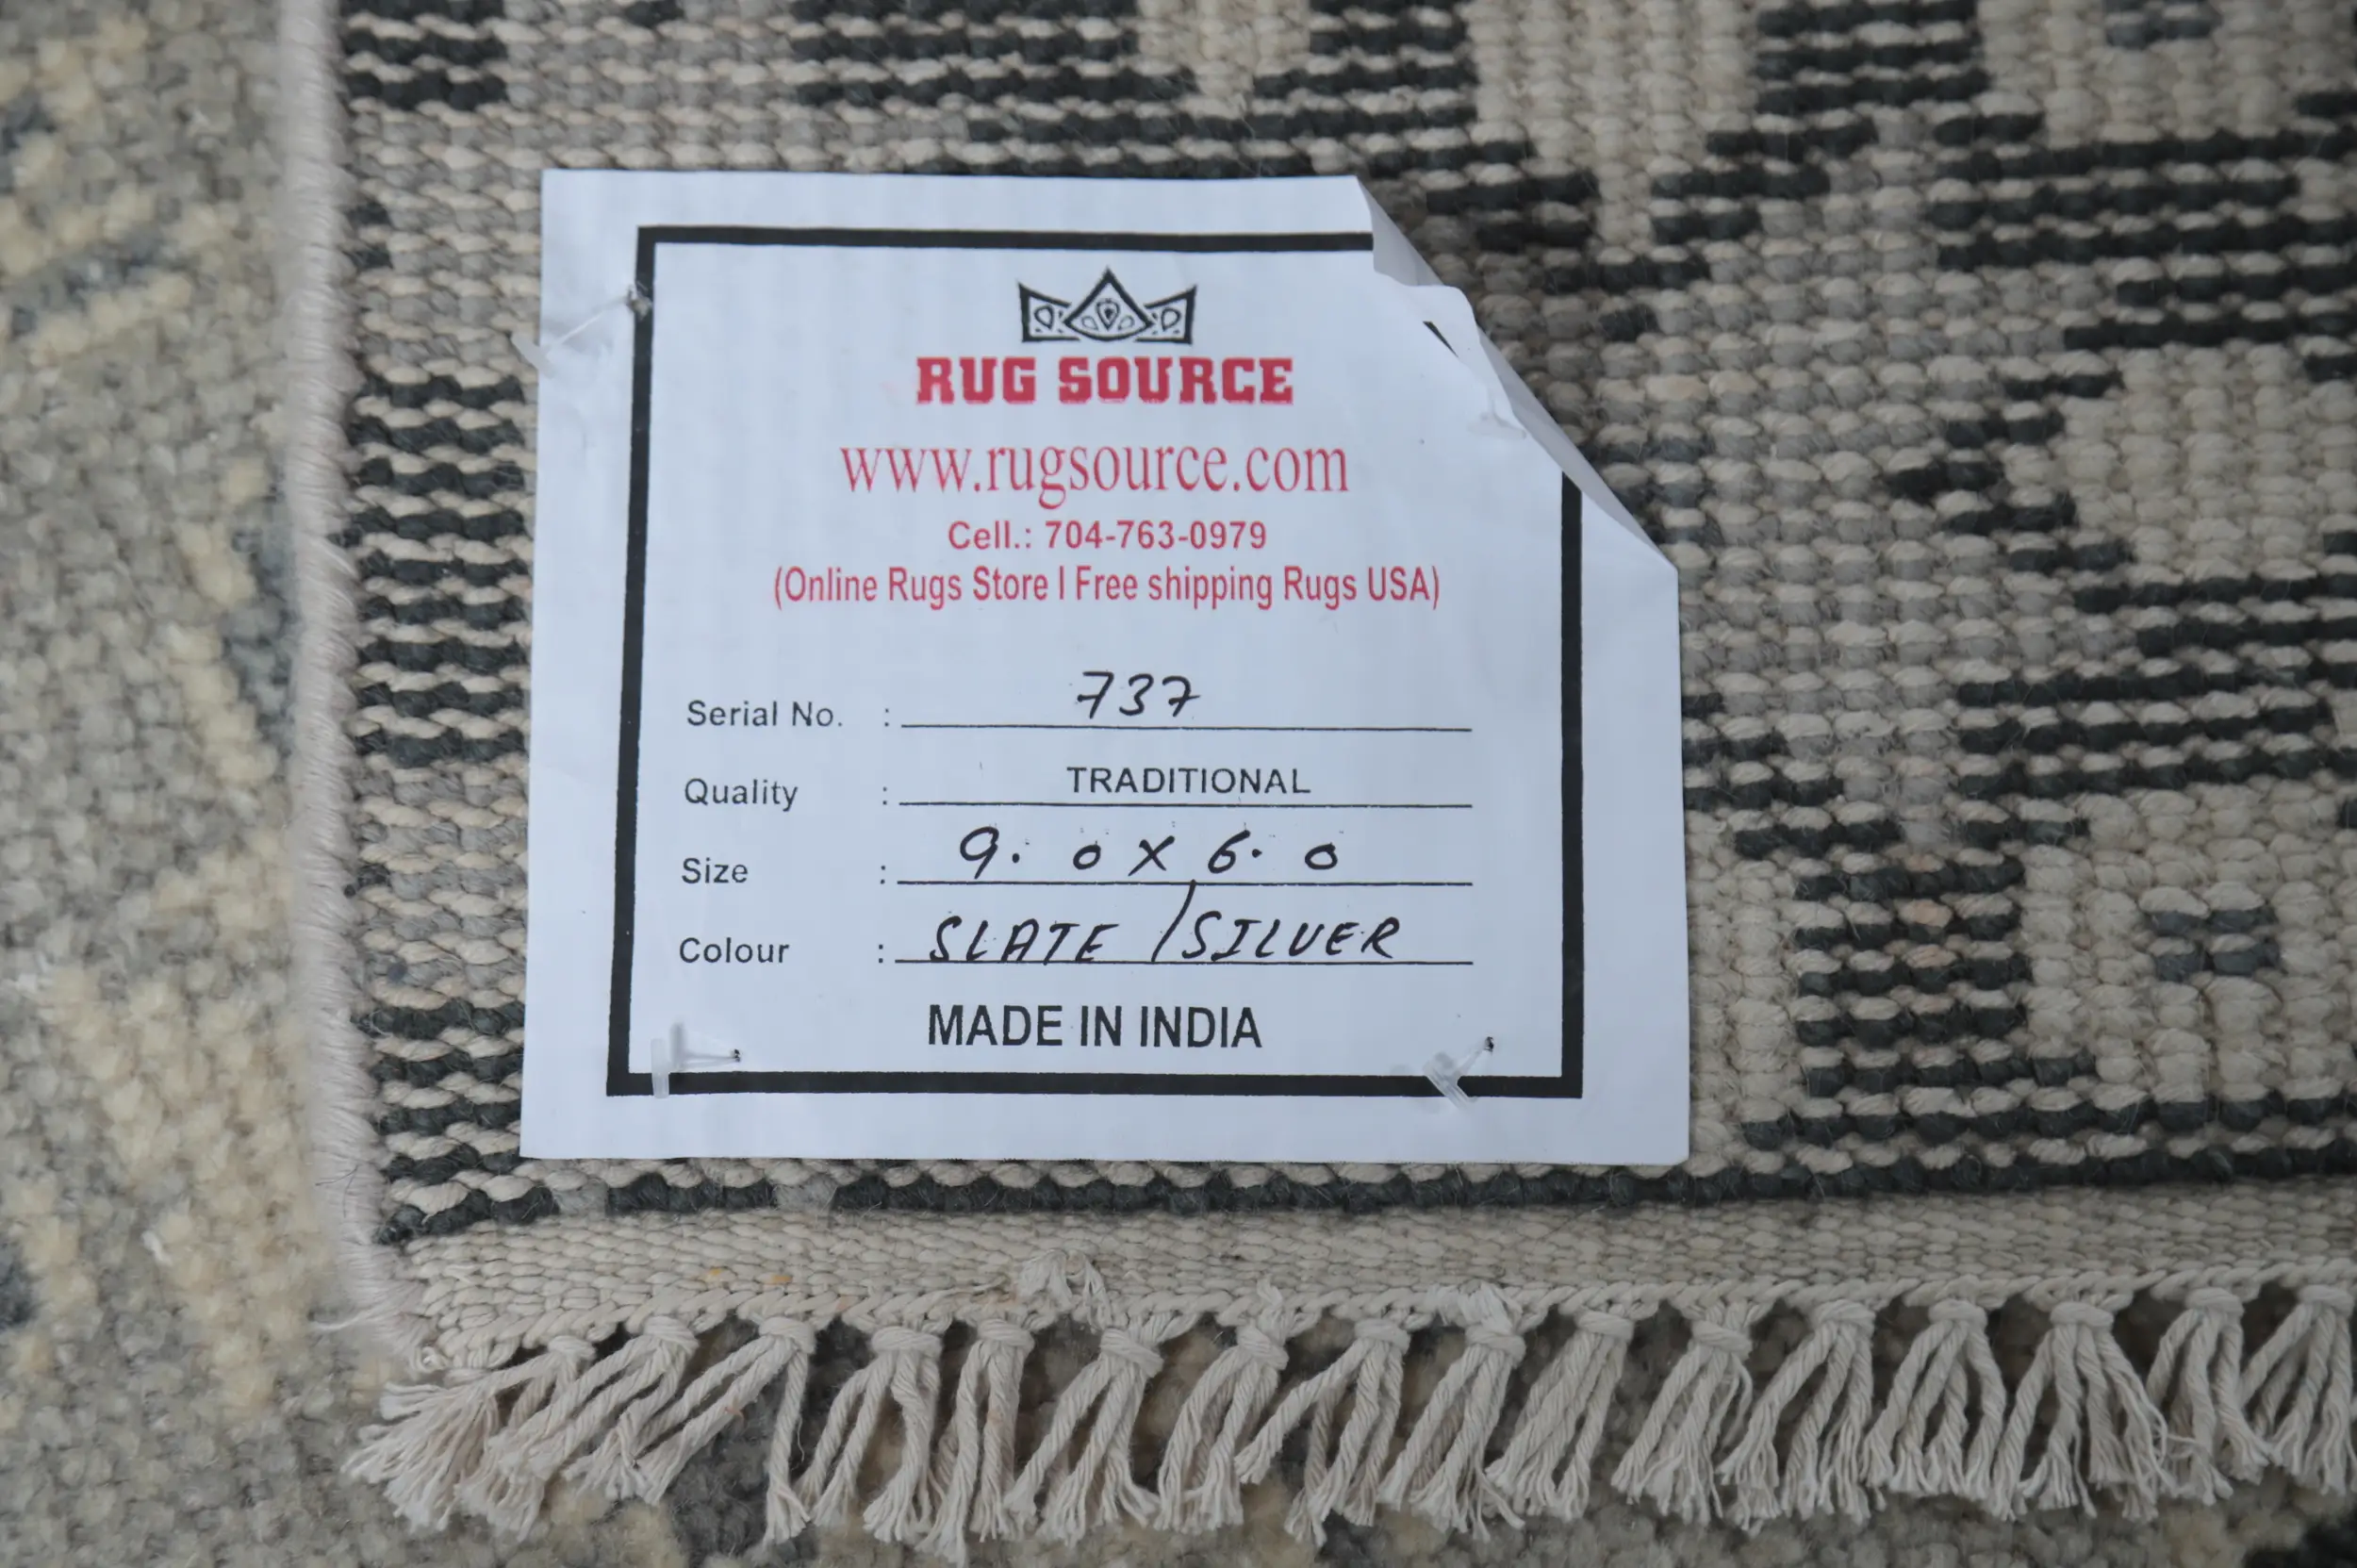 RUG SOURCE
www.rugsource.com
Cell.: 704-763-0979
(Online Rugs Store I Free shipping Rugs USA)
Serial No. : 737
Quality : TRADITIONAL
Size : 9.0 X 6.0
Colour : SLATE / SILVER
MADE IN INDIA